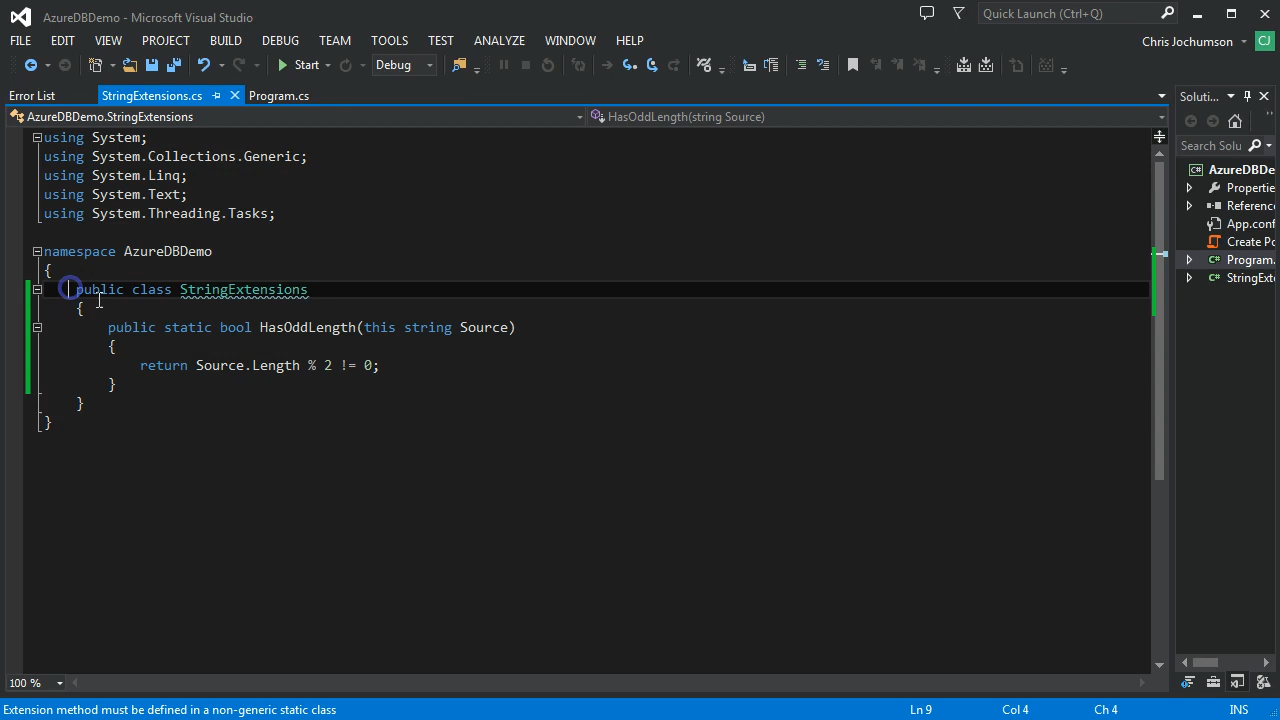 AzureDBDemo - Microsoft Visual Studio
Quick Launch (Ctrl+Q)
FILE EDIT VIEW PROJECT BUILD DEBUG TEAM TOOLS TEST ANALYZE WINDOW HELP
Chris Jochumson CJ
Start Debug
Error List StringExtensions.cs Program.cs
Soluti...
AzureDBDemo.StringExtensions HasOddLength(string Source)
Search Solu
using System;
using System.Collections.Generic;
using System.Linq;
using System.Text;
using System.Threading.Tasks;
namespace AzureDBDemo
{
public class StringExtensions
{
public static bool HasOddLength(this string Source)
{
return Source.Length % 2 != 0;
}
}
}
C# AzureDBDe
Propertie
Referenc
App.conf
Create Po
C# Program.
C# StringExt
100 %
Extension method must be defined in a non-generic static class Ln 9 Col 4 Ch 4 INS